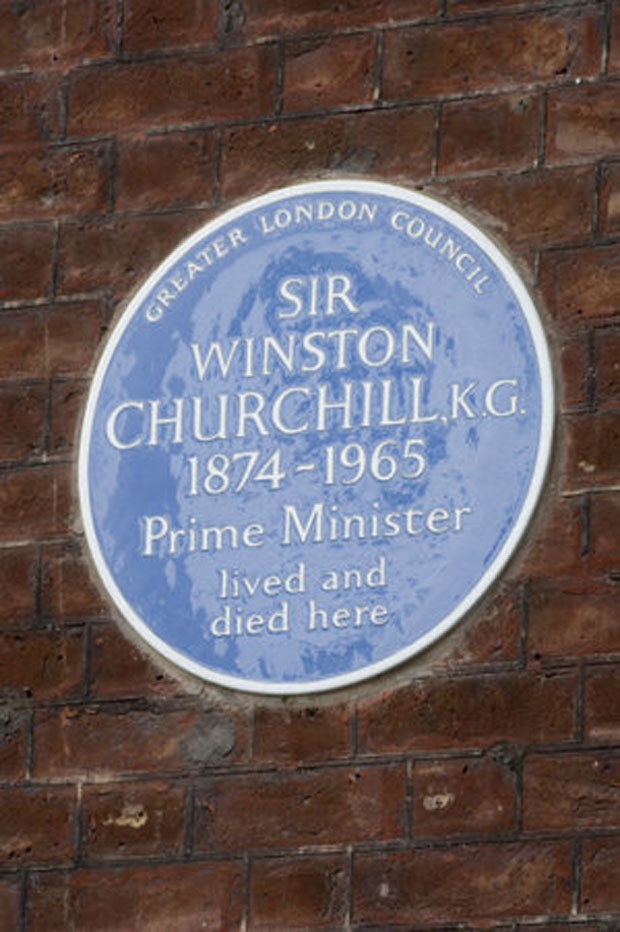 GREATER LONDON COUNCIL
SIR
WINSTON
CHURCHILL, K.G.
1874-1965
Prime Minister
lived and
died here